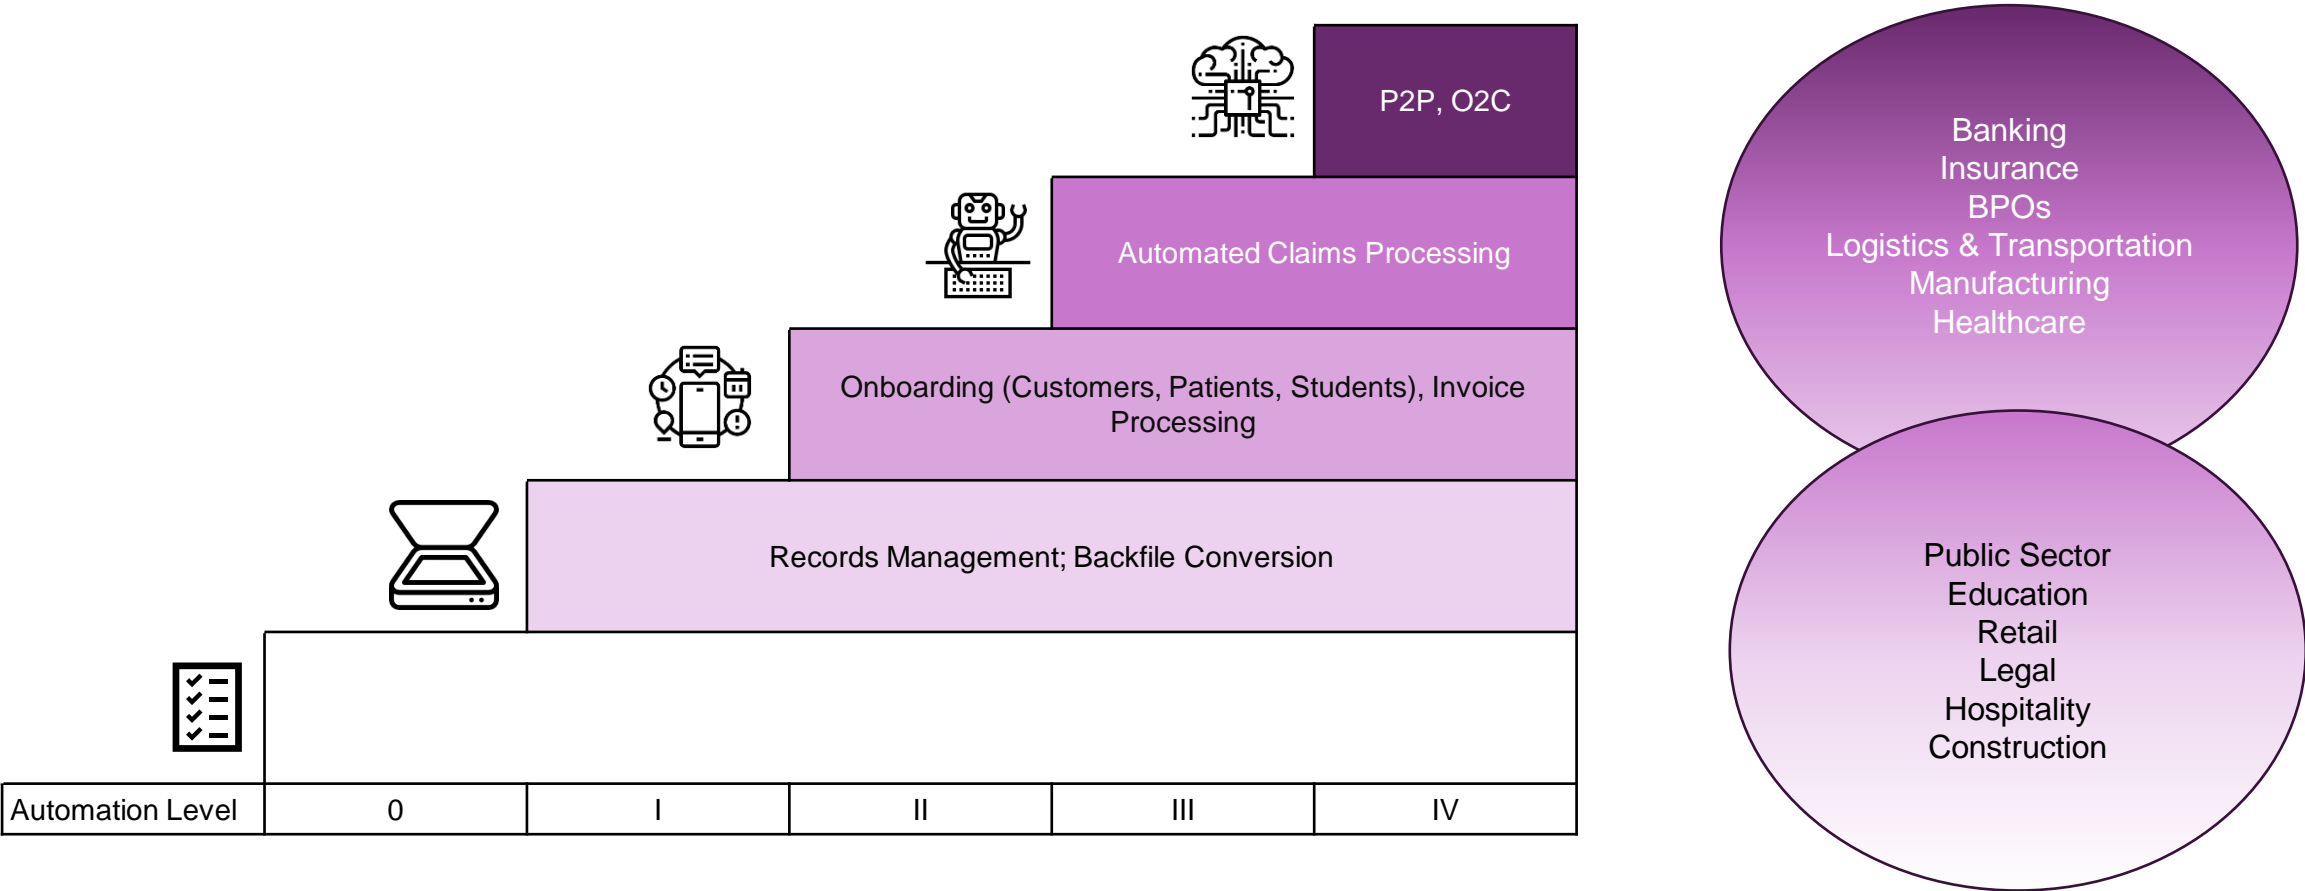 P2P, O2C
Automated Claims Processing
Onboarding (Customers, Patients, Students), Invoice
Processing
Records Management; Backfile Conversion
Automation Level
0
I
II
III
IV
Banking
Insurance
BPOs
Logistics & Transportation
Manufacturing
Healthcare
Public Sector
Education
Retail
Legal
Hospitality
Construction